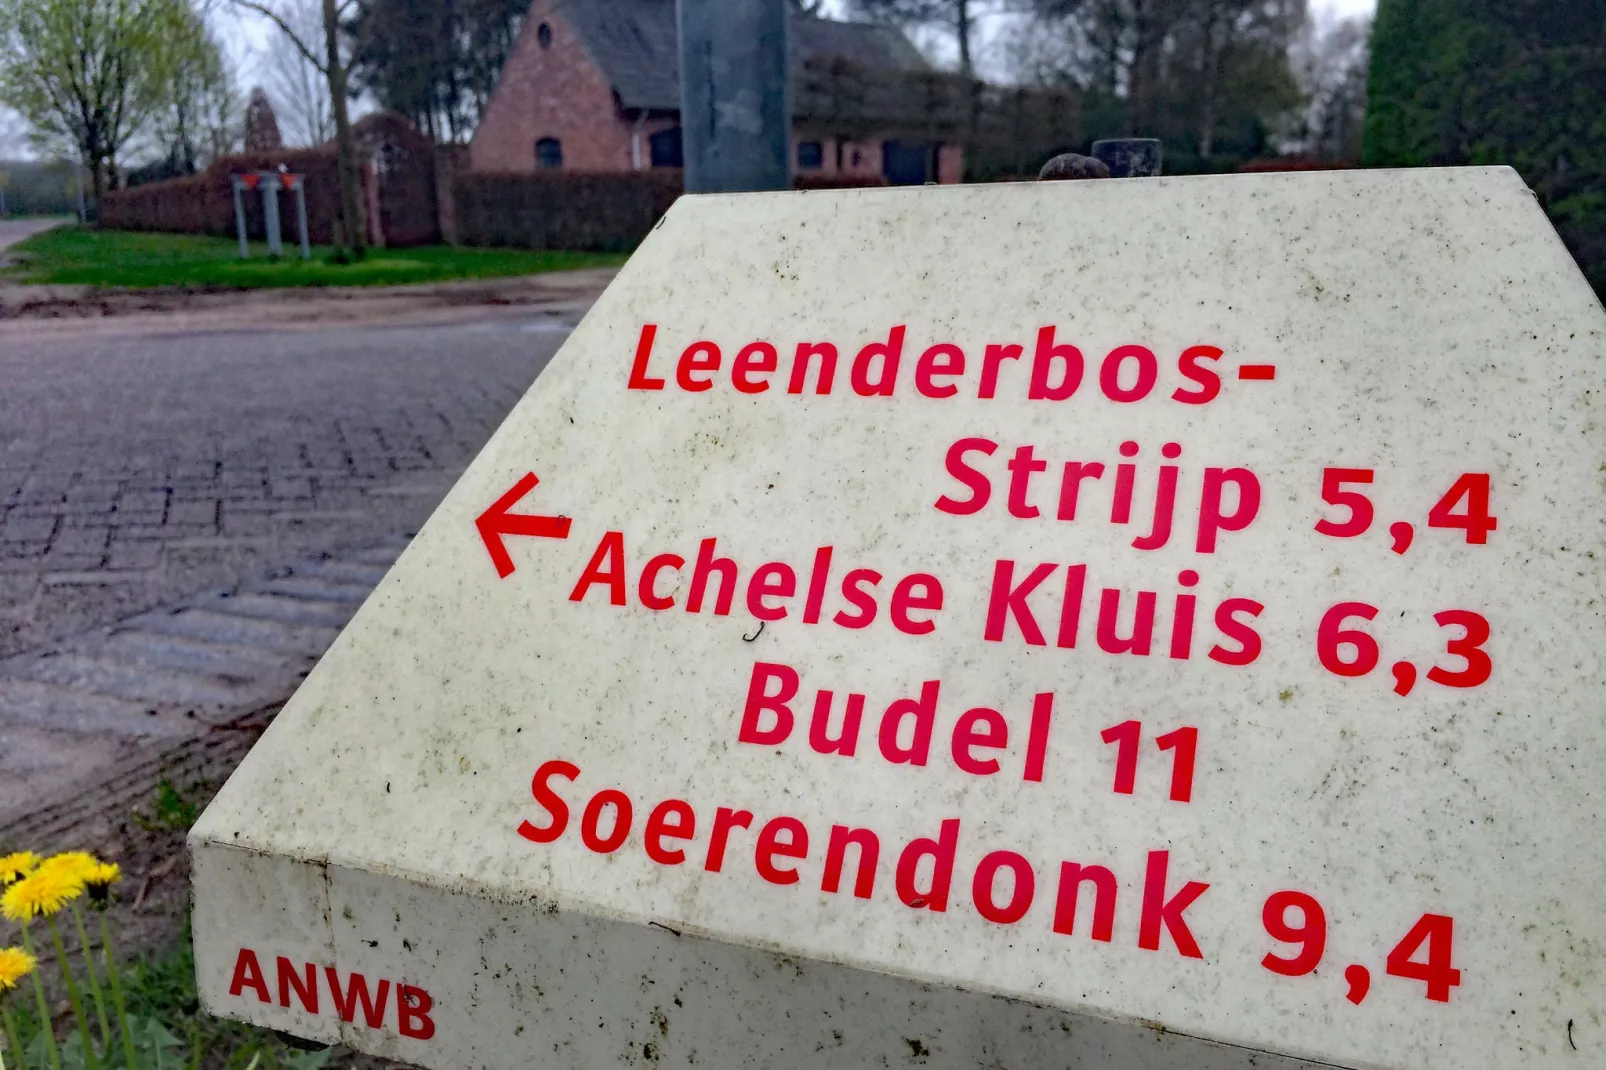 Leenderbos-
Strijp 5,4
← Achelse Kluis 6,3
Budel 11
Soerendonk 9,4
ANWB